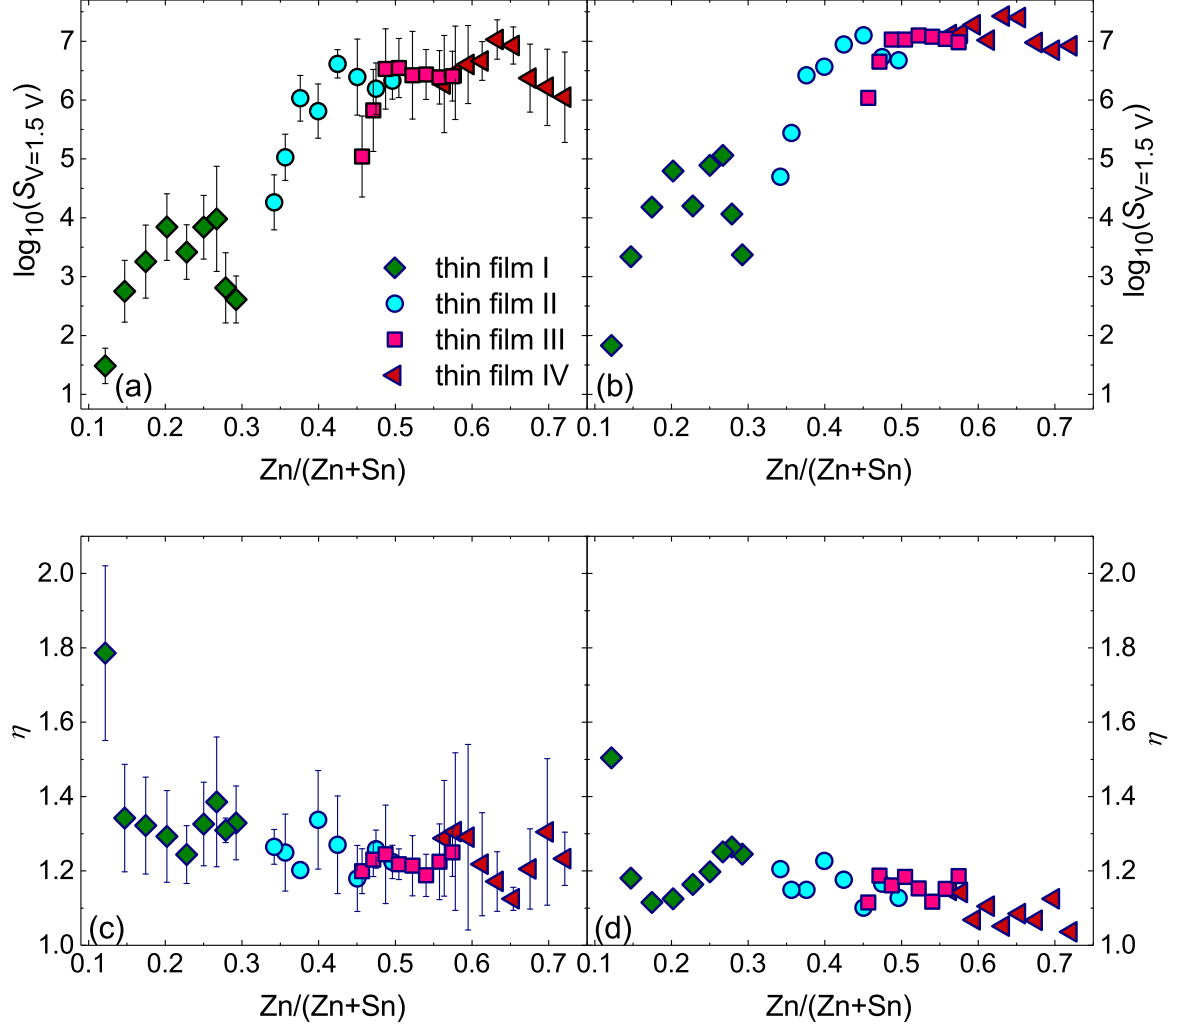 7
6
5
4
3
2
1
log10(SV=1.5 V)
thin film I
thin film II
thin film III
thin film IV
(a)
0.1 0.2 0.3 0.4 0.5 0.6 0.7
Zn/(Zn+Sn)
7
6
5
4
3
2
1
log10(SV=1.5 V)
(b)
0.1 0.2 0.3 0.4 0.5 0.6 0.7
Zn/(Zn+Sn)
2.0
1.8
1.6
1.4
1.2
1.0
η
(c)
0.1 0.2 0.3 0.4 0.5 0.6 0.7
Zn/(Zn+Sn)
2.0
1.8
1.6
1.4
1.2
1.0
η
(d)
0.1 0.2 0.3 0.4 0.5 0.6 0.7
Zn/(Zn+Sn)